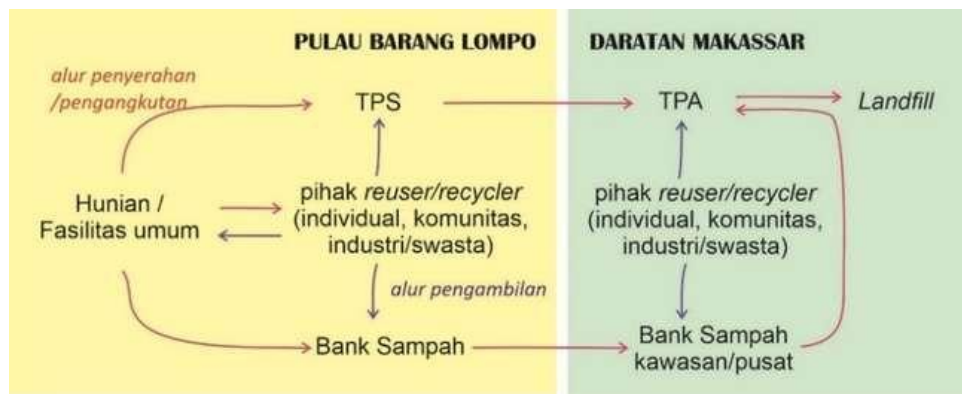 PULAU BARANG LOMPO
DARATAN MAKASSAR
alur penyerahan
/pengangkutan
TPS
TPA
Landfill
Hunian /
Fasilitas umum
pihak reuser/recycler
(individual, komunitas,
industri/swasta)
pihak reuser/recycler
(individual, komunitas,
industri/swasta)
alur pengambilan
Bank Sampah
Bank Sampah
kawasan/pusat